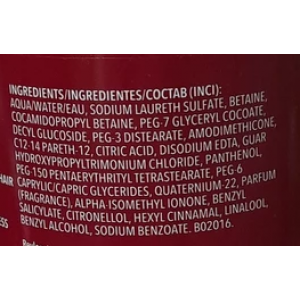 INGREDIENTS/INGREDIENTES/COCTAB (INCI):
AQUA/WATER/EAU, SODIUM LAURETH SULFATE, BETAINE,
COCAMIDOPROPYL BETAINE, PEG-7 GLYCERYL COCOATE,
DECYL GLUCOSIDE, PEG-3 DISTEARATE, AMODIMETHICONE,
C12-14 PARETH-12, CITRIC ACID, DISODIUM EDTA, GUAR
HYDROXYPROPYLTRIMONIUM CHLORIDE, PANTHENOL,
PEG-150 PENTAERYTHRITYL TETRASTEARATE, PEG-6
CAPRYLIC/CAPRIC GLYCERIDES, QUATERNIUM-22, PARFUM
(FRAGRANCE), ALPHA-ISOMETHYL IONONE, BENZYL
SALICYLATE, CITRONELLOL, HEXYL CINNAMAL, LINALOOL,
BENZYL ALCOHOL, SODIUM BENZOATE. B02016.
HAIR
ESS